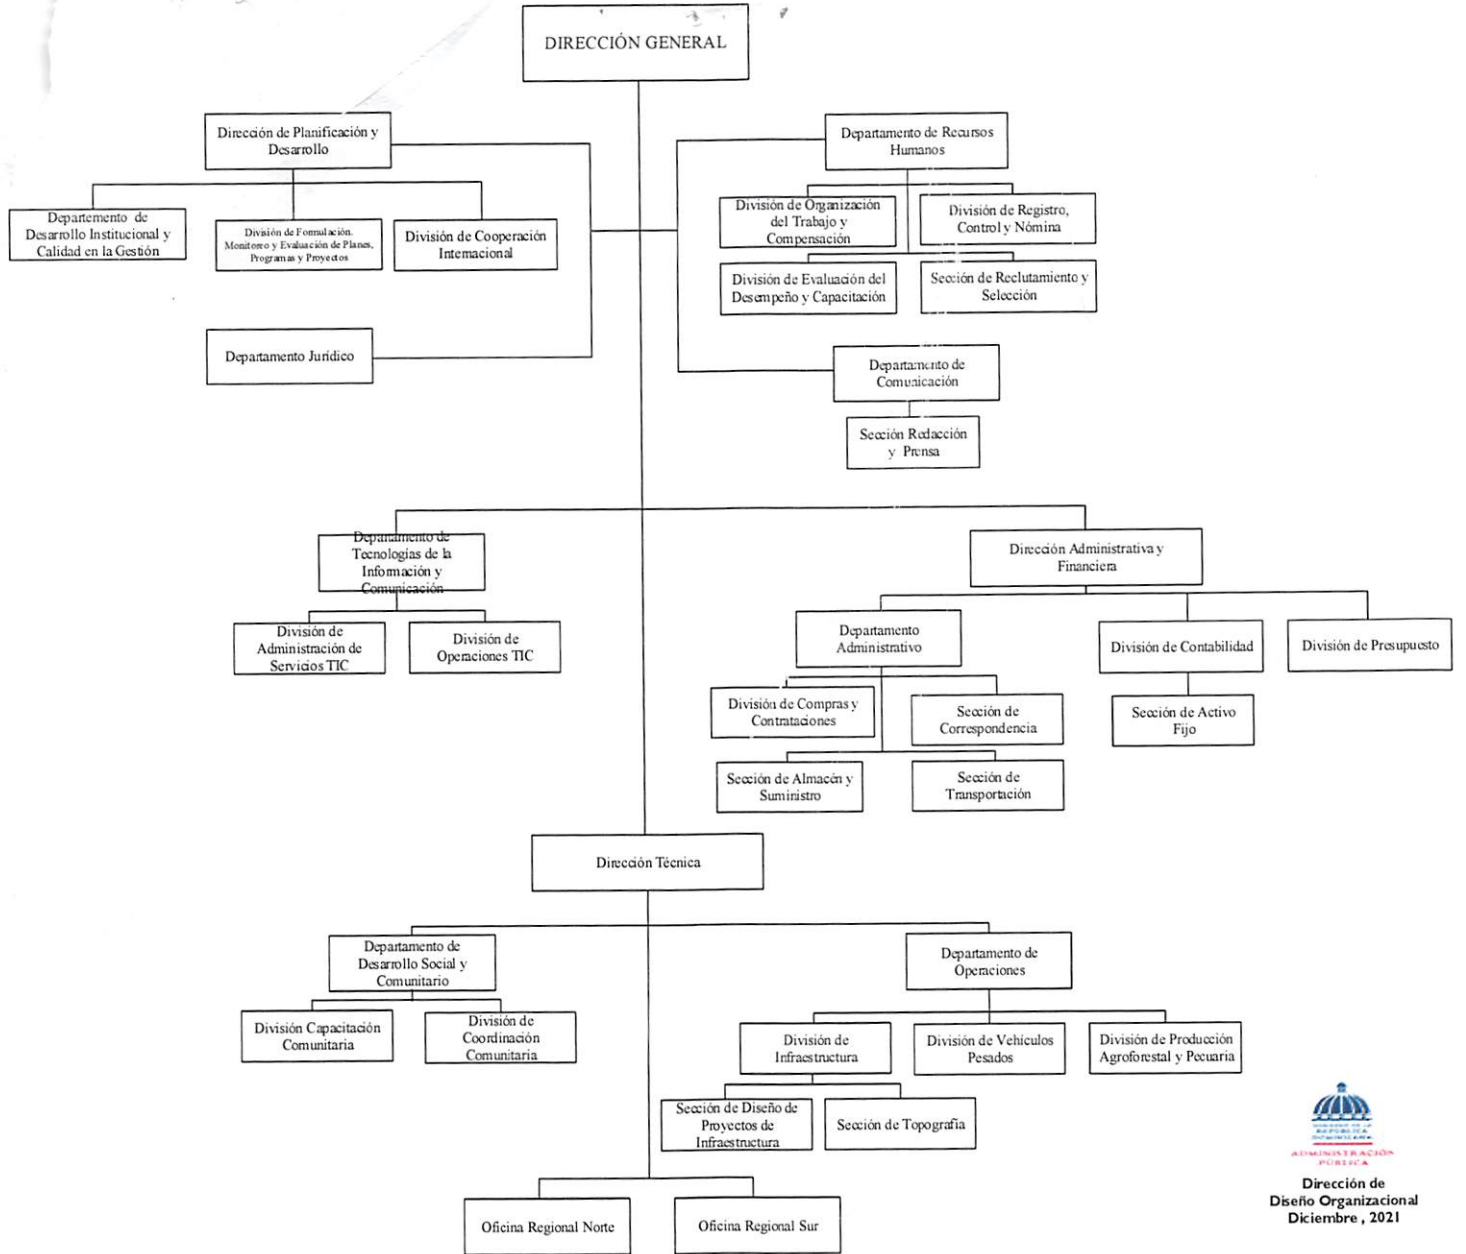 DIRECCIÓN GENERAL
Dirección de Planificación y
Desarrollo
Departamento de Recursos
Humanos
Departemento de
Desarrollo Institucional y
Calidad en la Gestión
División de Formulación.
Monitoreo y Evaluación de Planes,
Programas y Proyectos
División de Cooperación
Internacional
División de Organización
del Trabajo y
Compensación
División de Registro,
Control y Nómina
División de Evaluación del
Desempeño y Capacitación
Sección de Reclutamiento y
Selección
Departamento Jurídico
Departamento de
Comunicación
Sección Redacción
y Prensa
Departamento de
Tecnologías de la
Información y
Comunicación
Dirección Administrativa y
Financiera
División de
Administración de
Servicios TIC
División de
Operaciones TIC
Departamento
Administrativo
División de Contabilidad
División de Presupuesto
División de Compras y
Contrataciones
Sección de
Correspondencia
Sección de Activo
Fijo
Sección de Almacén y
Suministro
Sección de
Transportación
Dirección Técnica
Departamento de
Desarrollo Social y
Comunitario
Departamento de
Operaciones
División Capacitación
Comunitaria
División de
Coordinación
Comunitaria
División de
Infraestructura
División de Vehículos
Pesados
División de Producción
Agroforestal y Pecuaria
Sección de Diseño de
Proyectos de
Infraestructura
Sección de Topografía
Oficina Regional Norte
Oficina Regional Sur
GOBIERNO DE LA
REPÚBLICA
DOMINICANA
ADMINISTRACIÓN
PÚBLICA
Dirección de
Diseño Organizacional
Diciembre , 2021